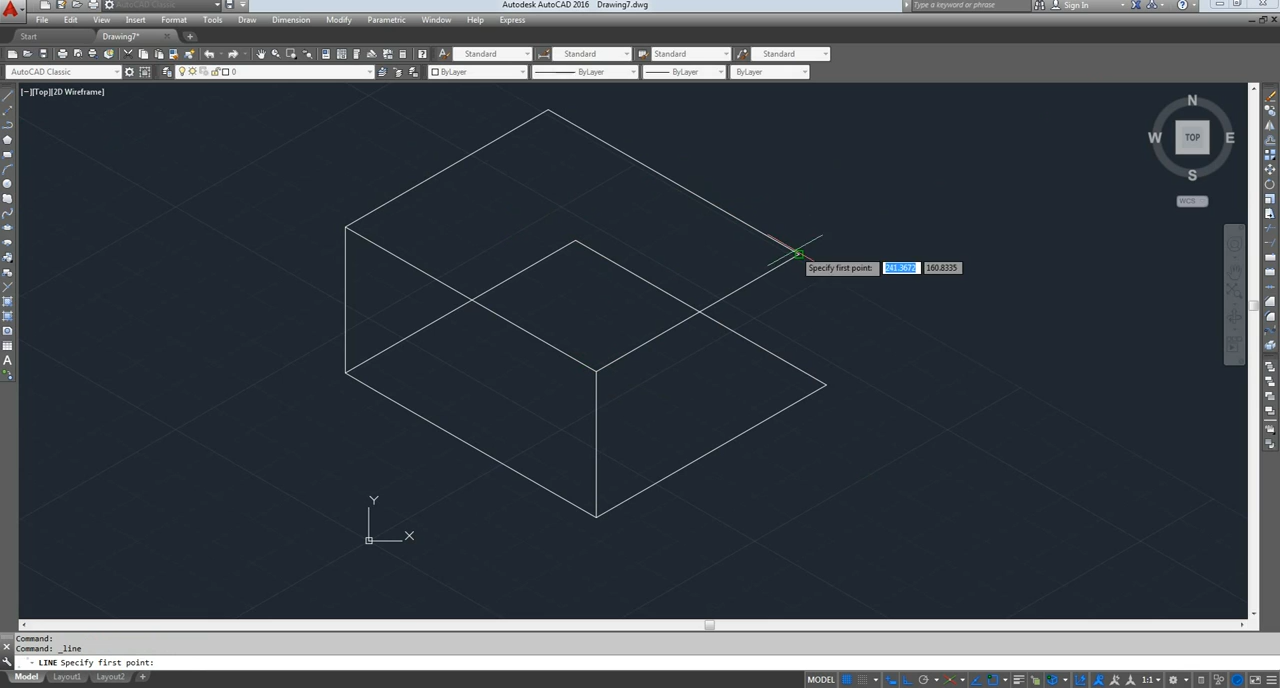 AutoCAD Classic
Autodesk AutoCAD 2016 Drawing7.dwg
Type a keyword or phrase
Sign In
File Edit View Insert Format Tools Draw Dimension Modify Parametric Window Help Express
Start Drawing7*
Standard Standard Standard Standard
AutoCAD Classic 0 ByLayer ByLayer ByLayer ByLayer
[−][Top][2D Wireframe]
N
W TOP E
S
WCS
Specify first point: 241.3672 160.8335
Y
X
A
Command:
Command: _line
LINE Specify first point:
Model Layout1 Layout2 + MODEL 1:1